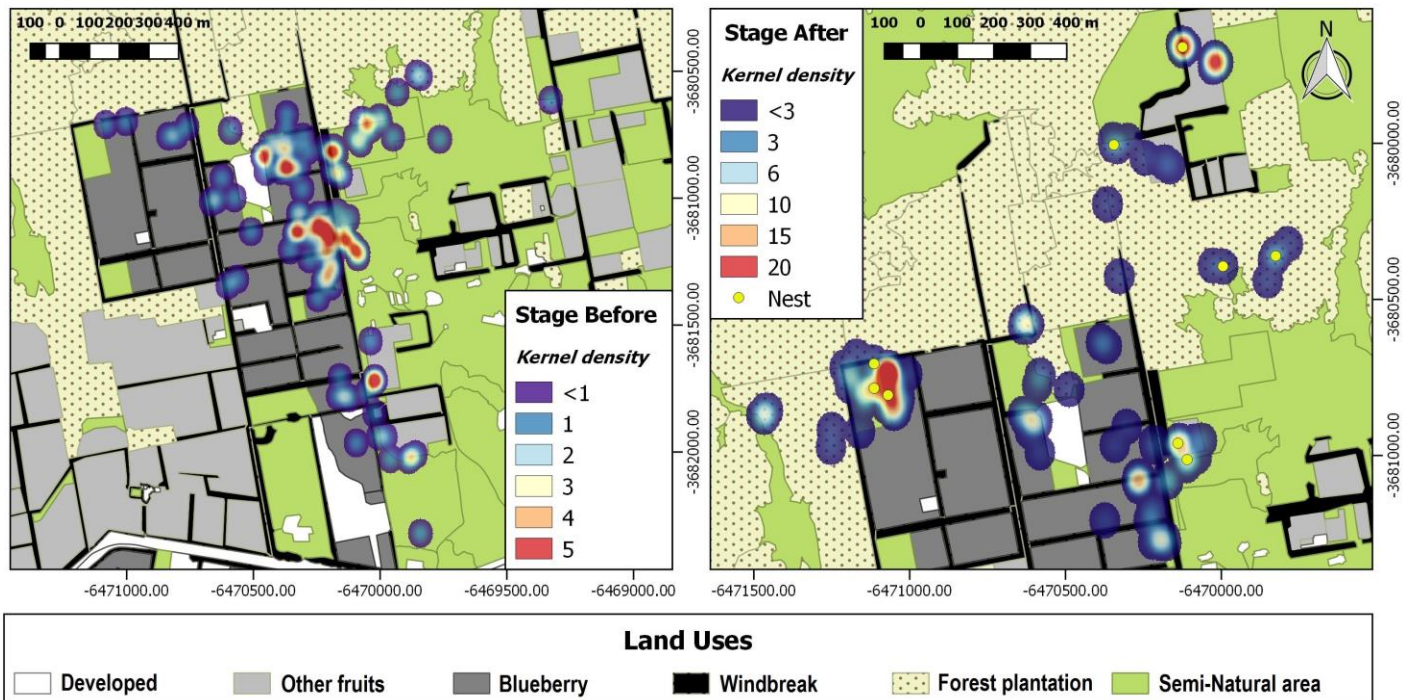 100 0 100200300 400 m
-3680500.00
-3681000.00
-3681500.00
-3682000.00
Stage Before
Kernel density
<1
1
2
3
4
5
-6471000.00 -6470500.00 -6470000.00 -6469500.00 -6469000.00
Stage After
Kernel density
<3
3
6
10
15
20
Nest
100 0 100 200 300 400 m
N
-3680000.00
-3680500.00
-3681000.00
-6471500.00 -6471000.00 -6470500.00 -6470000.00
Land Uses
Developed Other fruits Blueberry Windbreak Forest plantation Semi-Natural area